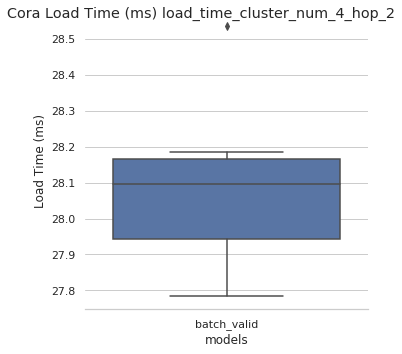 Cora Load Time (ms) load_time_cluster_num_4_hop_2
28.5
28.4
28.3
28.2
28.1
28.0
27.9
27.8
Load Time (ms)
batch_valid
models